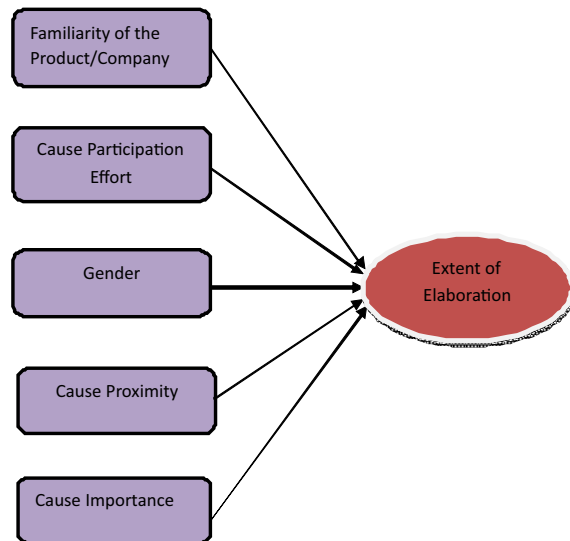 Familiarity of the
Product/Company
Cause Participation
Effort
Gender
Extent of
Elaboration
Cause Proximity
Cause Importance